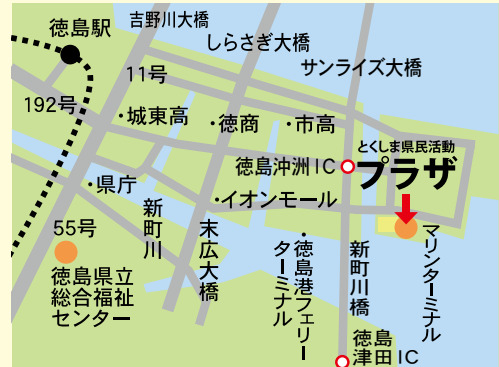 吉野川大橋
徳島駅
しらさぎ大橋
サンライズ大橋
11号
192号
・城東高
・徳商
・市高
とくしま県民活動
プラザ
徳島沖洲IC
・県庁
・イオンモール
新町川
末広大橋
55号
徳島県立
総合福祉
センター
・徳島港フェリー
ターミナル
新町川橋
マリンターミナル
徳島
津田IC